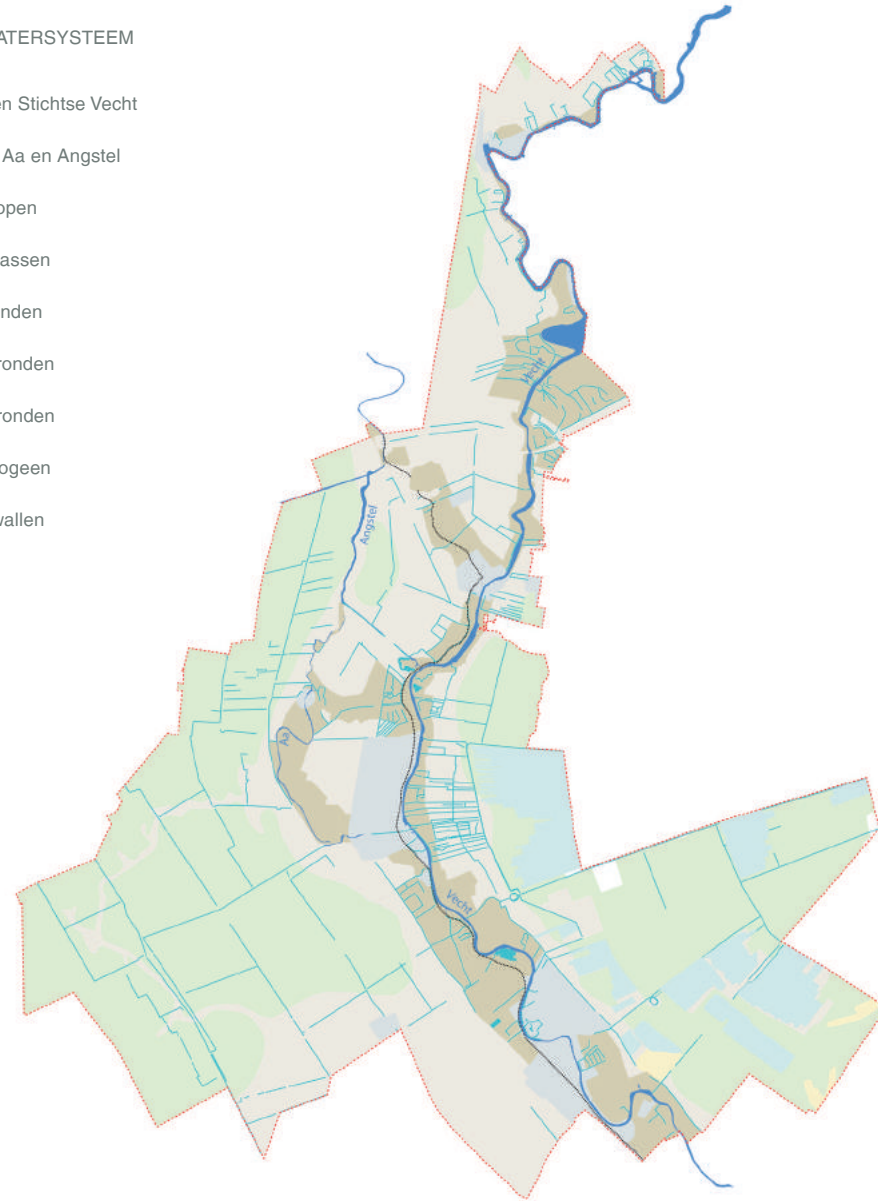 ATERSYSTEEM
en Stichtse Vecht
Aa en Angstel
open
assen
nden
ronden
ronden
ogeen
wallen
Vecht
Angstel
Aa
Vecht